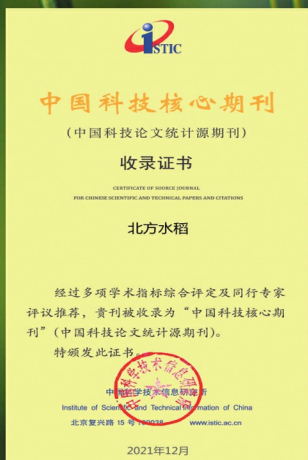 ISTIC
中国科技核心期刊
(中国科技论文统计源期刊)
收录证书
CERTIFICATE OF SOURCE JOURNAL
FOR CHINESE SCIENTIFIC AND TECHNICAL PAPERS AND CITATIONS
北方水稻
经过多项学术指标综合评定及同行专家
评议推荐，贵刊被收录为“中国科技核心期
刊”(中国科技论文统计源期刊)。
特颁发此证书。
中国科学技术信息研究所
Institute of Scientific and Technical Information of China
北京复兴路 15 号 100038 www.istic.ac.cn
2021年12月